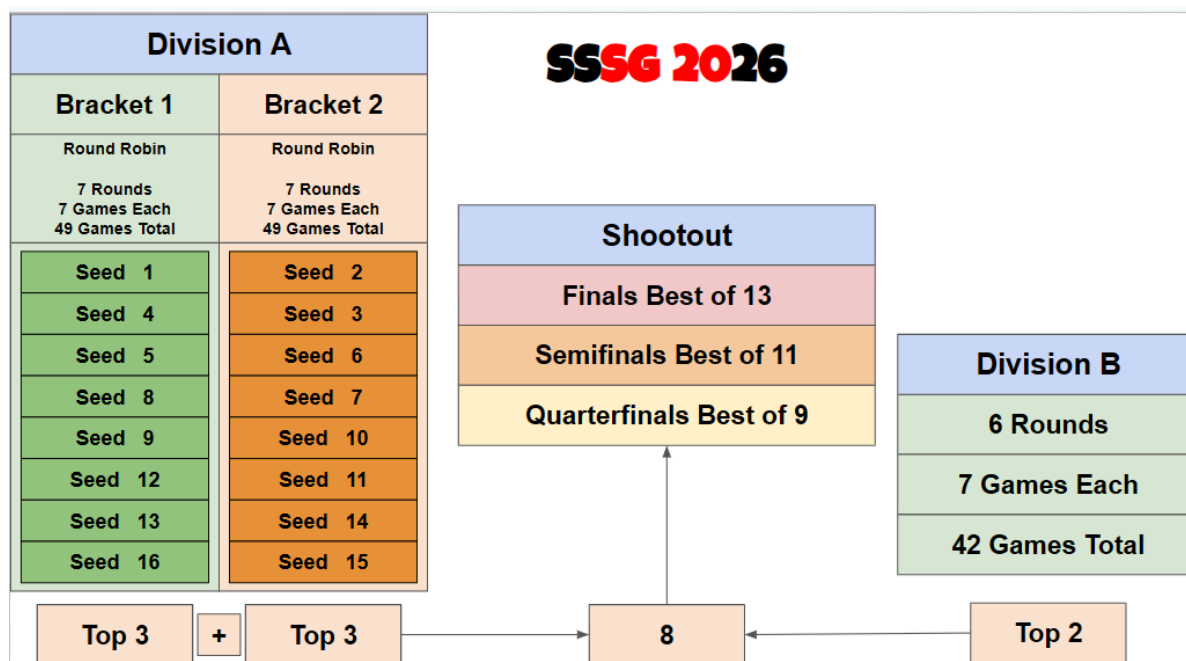 Division A
SSSG 2026
Bracket 1
Bracket 2
Round Robin
7 Rounds
7 Games Each
49 Games Total
Round Robin
7 Rounds
7 Games Each
49 Games Total
Seed 1
Seed 4
Seed 5
Seed 8
Seed 9
Seed 12
Seed 13
Seed 16
Seed 2
Seed 3
Seed 6
Seed 7
Seed 10
Seed 11
Seed 14
Seed 15
Shootout
Finals Best of 13
Semifinals Best of 11
Quarterfinals Best of 9
Division B
6 Rounds
7 Games Each
42 Games Total
Top 3
+
Top 3
8
Top 2